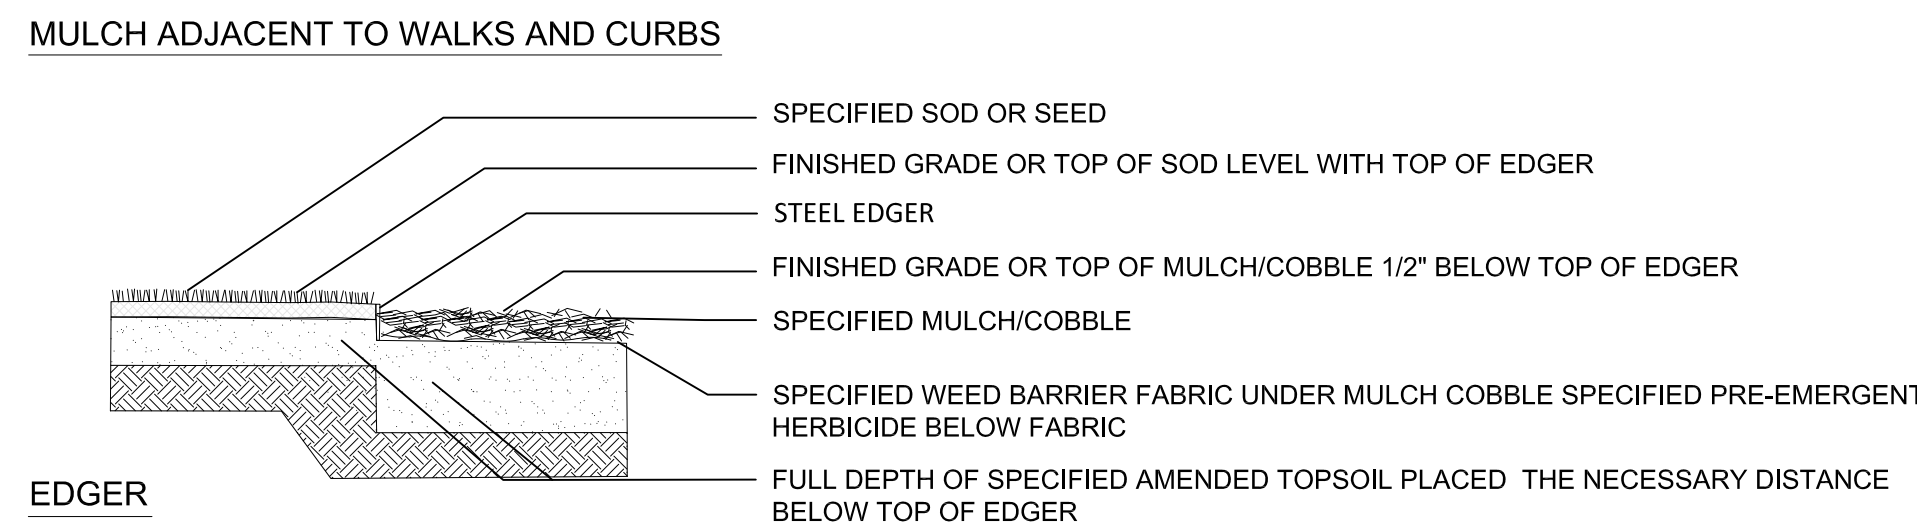 MULCH ADJACENT TO WALKS AND CURBS
SPECIFIED SOD OR SEED
FINISHED GRADE OR TOP OF SOD LEVEL WITH TOP OF EDGER
STEEL EDGER
FINISHED GRADE OR TOP OF MULCH/COBBLE 1/2" BELOW TOP OF EDGER
SPECIFIED MULCH/COBBLE
SPECIFIED WEED BARRIER FABRIC UNDER MULCH COBBLE SPECIFIED PRE-EMERGENT
HERBICIDE BELOW FABRIC
FULL DEPTH OF SPECIFIED AMENDED TOPSOIL PLACED THE NECESSARY DISTANCE
BELOW TOP OF EDGER
EDGER